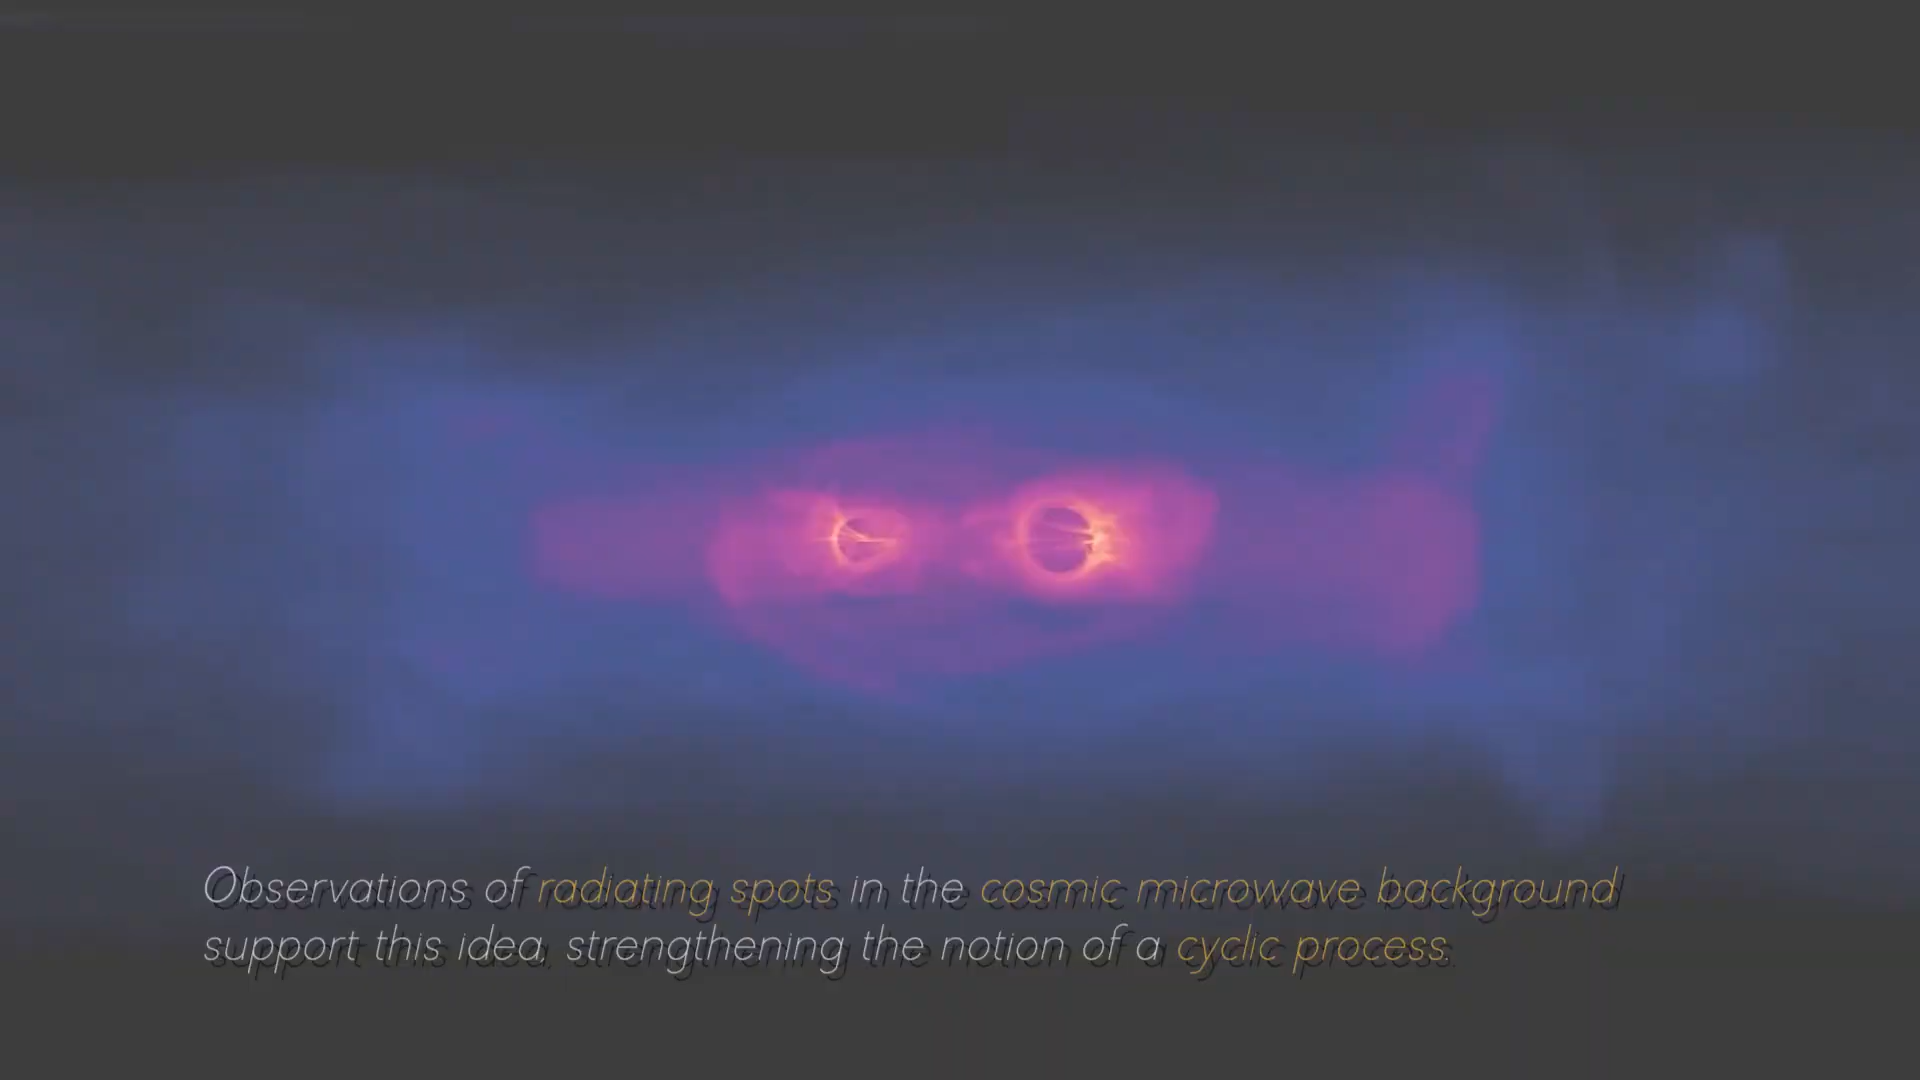 Observations of radiating spots in the cosmic microwave background
support this idea, strengthening the notion of a cyclic process.